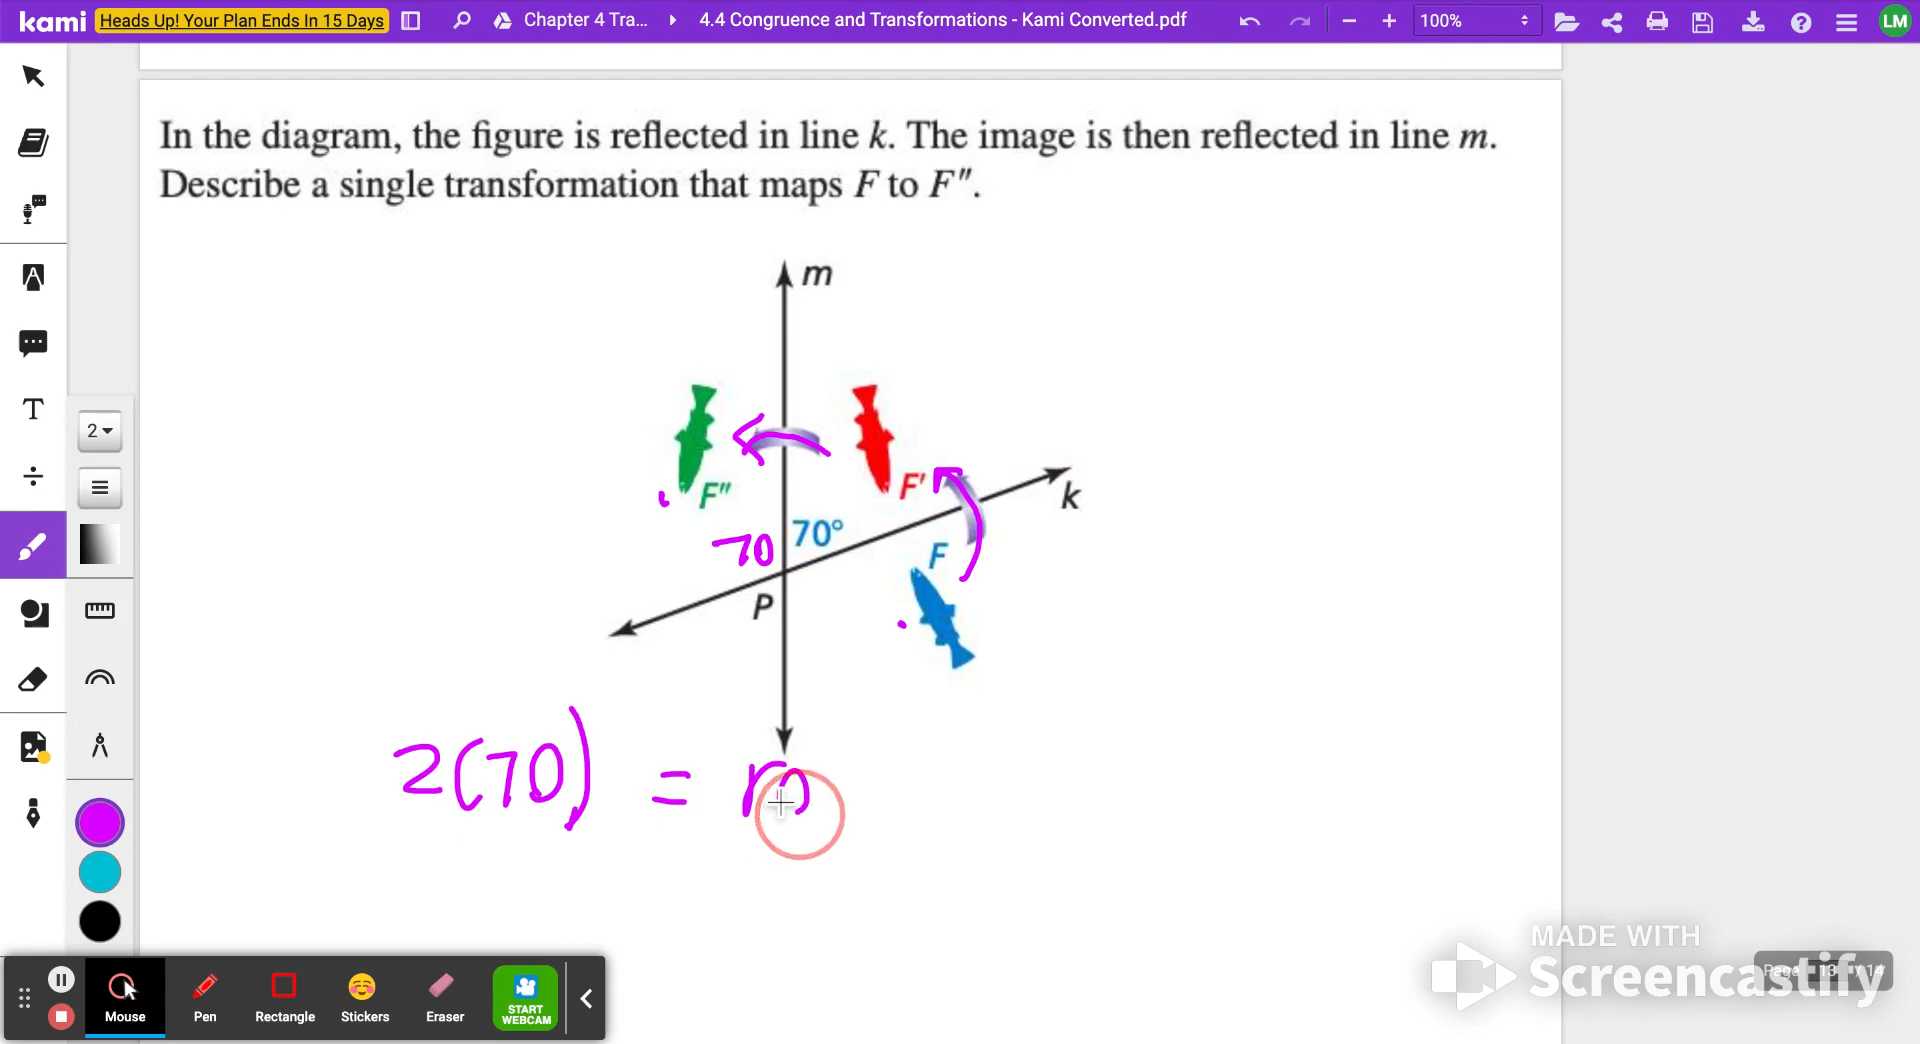 kami Heads Up! Your Plan Ends In 15 Days Chapter 4 Tra... 4.4 Congruence and Transformations - Kami Converted.pdf 100% LM
In the diagram, the figure is reflected in line k. The image is then reflected in line m.
Describe a single transformation that maps F to F″.
m
T
2
F″
F′
k
70
70°
F
P
2(70) = m
MADE WITH
Screencastify
Page 13 / 14
Mouse
Pen
Rectangle
Stickers
Eraser
START
WEBCAM